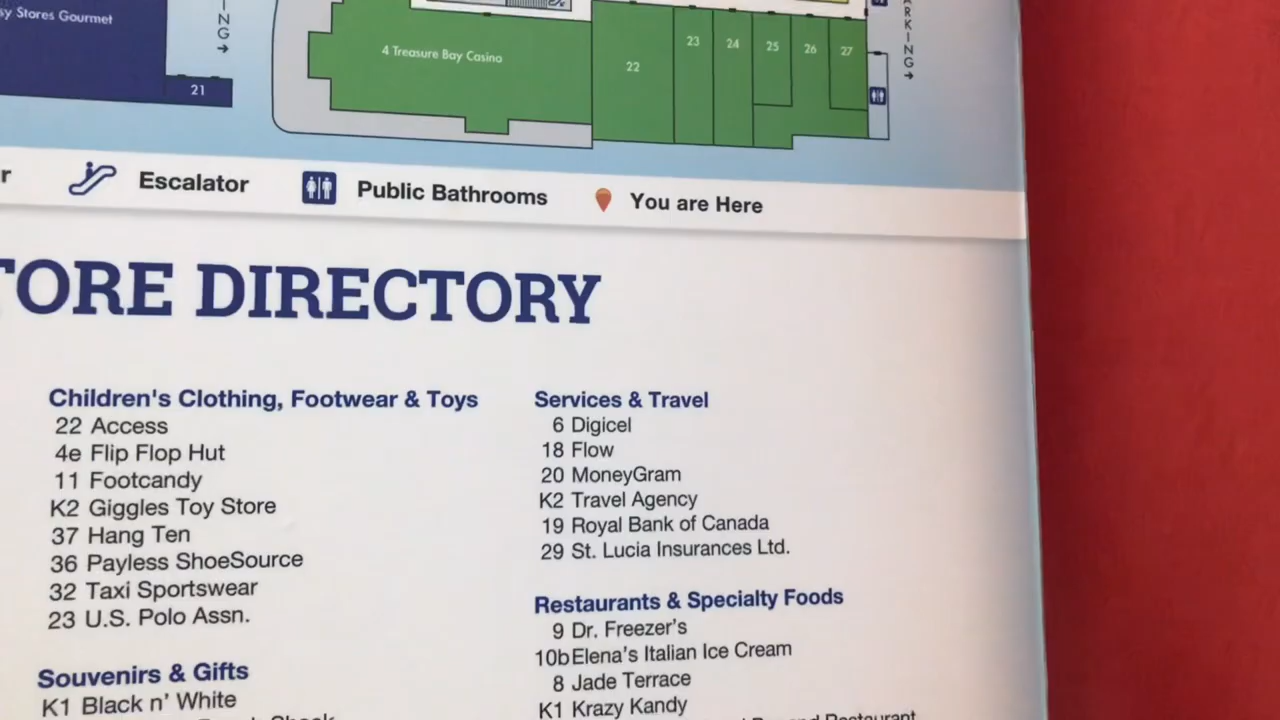 sy Stores Gourmet
ING →
21
4 Treasure Bay Casino
22
23
24
25
26
27
ARKING →
r
Escalator
Public Bathrooms
You are Here
TORE DIRECTORY
Children's Clothing, Footwear & Toys
22 Access
4e Flip Flop Hut
11 Footcandy
K2 Giggles Toy Store
37 Hang Ten
36 Payless ShoeSource
32 Taxi Sportswear
23 U.S. Polo Assn.
Souvenirs & Gifts
K1 Black n' White
Services & Travel
6 Digicel
18 Flow
20 MoneyGram
K2 Travel Agency
19 Royal Bank of Canada
29 St. Lucia Insurances Ltd.
Restaurants & Specialty Foods
9 Dr. Freezer's
10b Elena's Italian Ice Cream
8 Jade Terrace
K1 Krazy Kandy
Restaurant